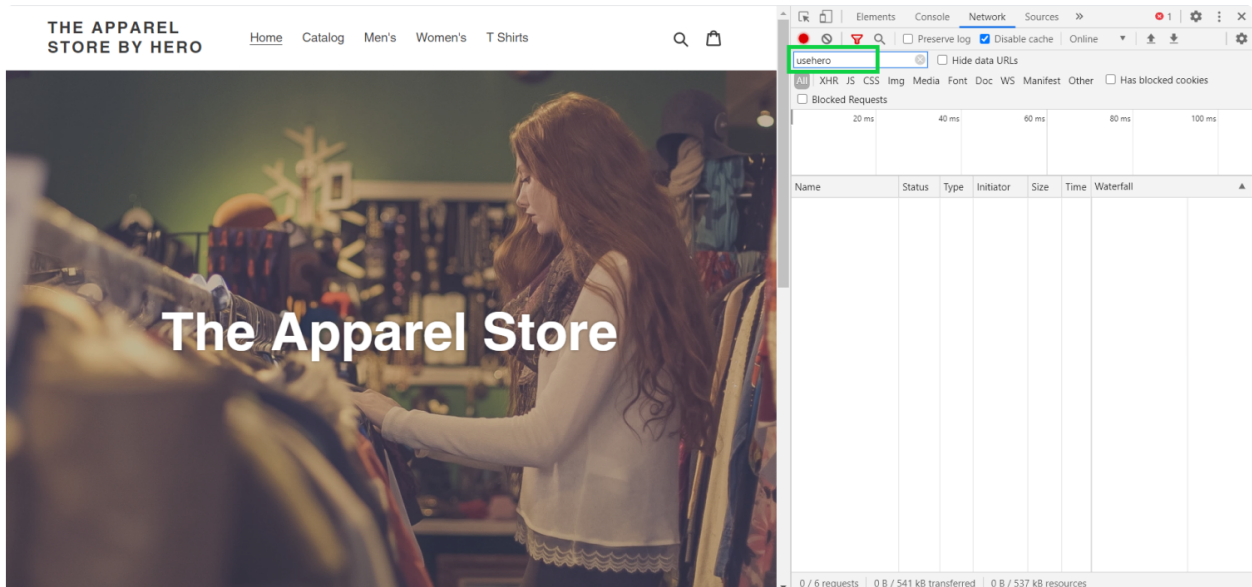 THE APPAREL
STORE BY HERO
Home Catalog Men's Women's T Shirts
The Apparel Store
Elements Console Network Sources » 1
Preserve log Disable cache Online
usehero Hide data URLs
All XHR JS CSS Img Media Font Doc WS Manifest Other Has blocked cookies
Blocked Requests
20 ms 40 ms 60 ms 80 ms 100 ms
Name Status Type Initiator Size Time Waterfall
0 / 6 requests 0 B / 541 kB transferred 0 B / 537 kB resources